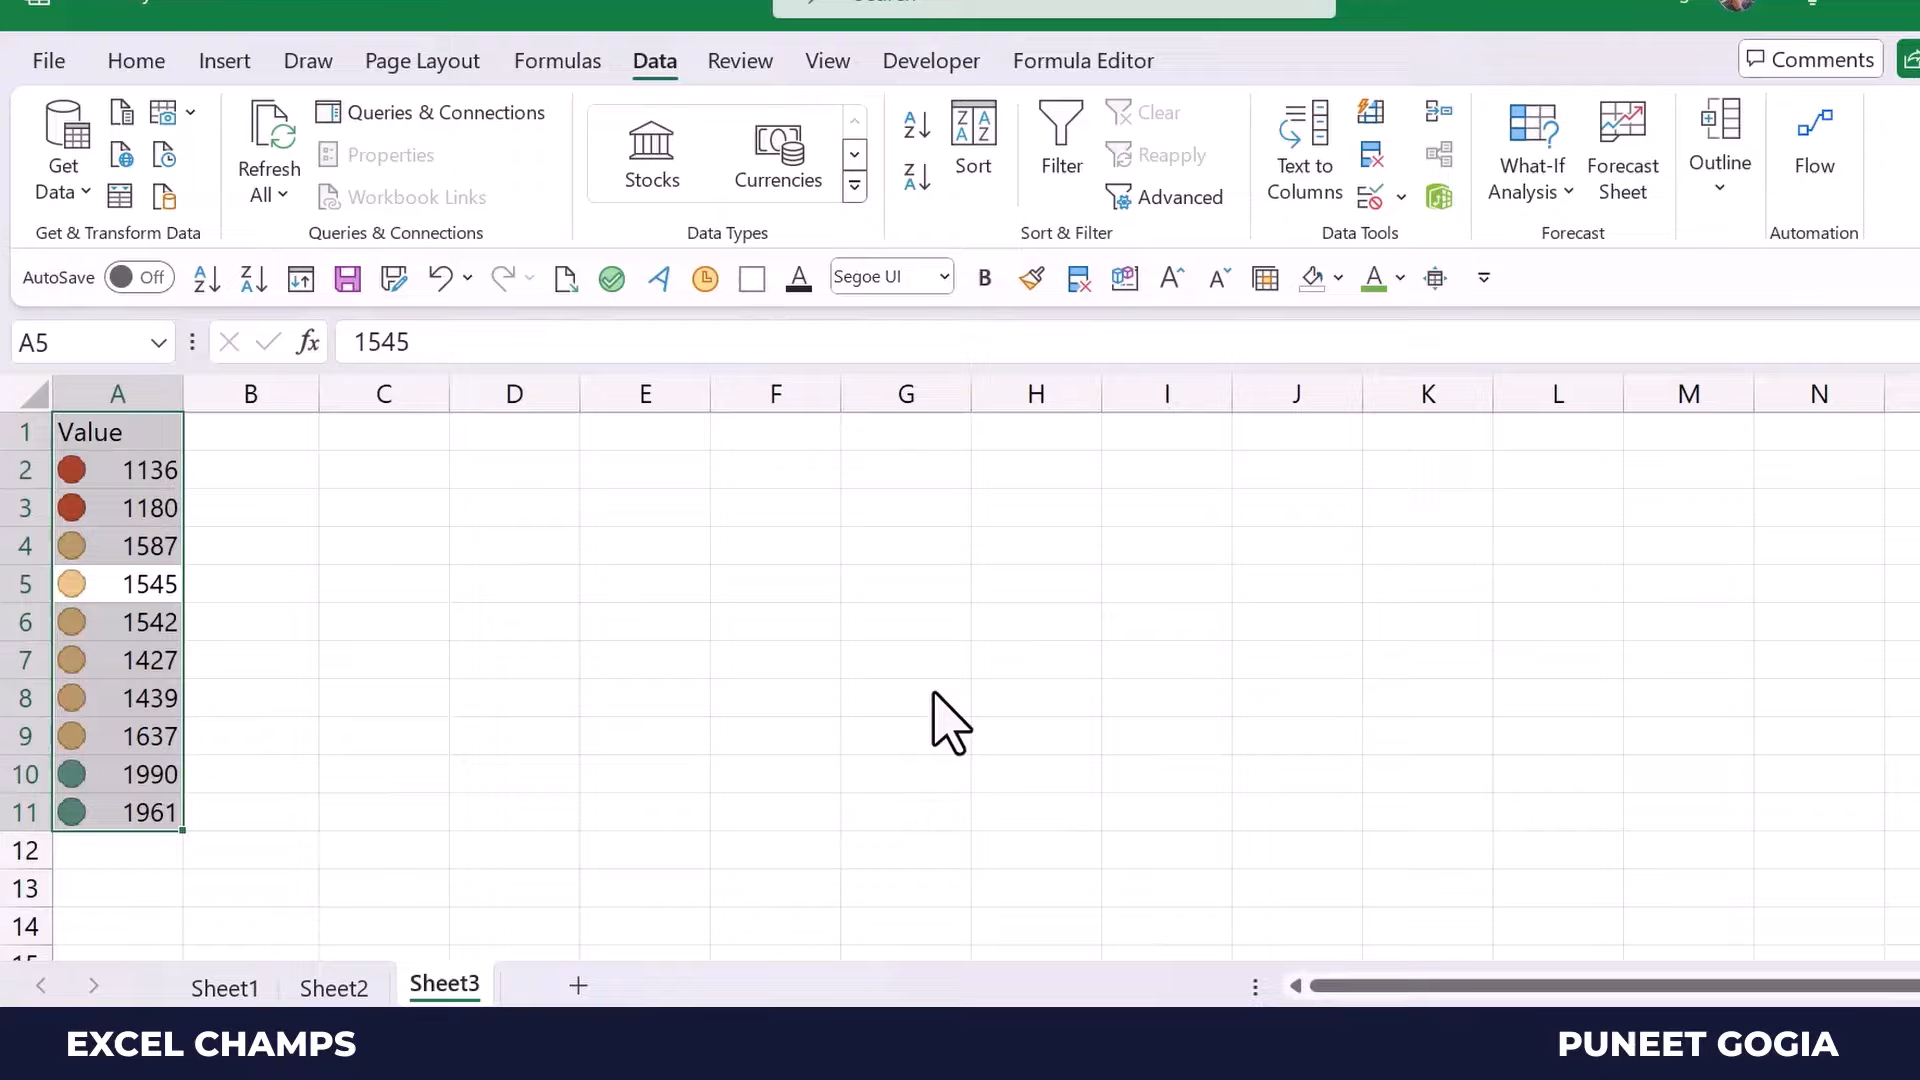 File Home Insert Draw Page Layout Formulas Data Review View Developer Formula Editor Comments
Get Data
Refresh All
Queries & Connections
Properties
Workbook Links
Stocks
Currencies
Sort
Filter
Clear
Reapply
Advanced
Text to Columns
What-If Analysis
Forecast Sheet
Outline
Flow
Get & Transform Data Queries & Connections Data Types Sort & Filter Data Tools Forecast Automation
AutoSave Off Segoe UI B
A5 fx 1545
A B C D E F G H I J K L M N
1 Value
2 1136
3 1180
4 1587
5 1545
6 1542
7 1427
8 1439
9 1637
10 1990
11 1961
12
13
14
Sheet1 Sheet2 Sheet3
EXCEL CHAMPS PUNEET GOGIA